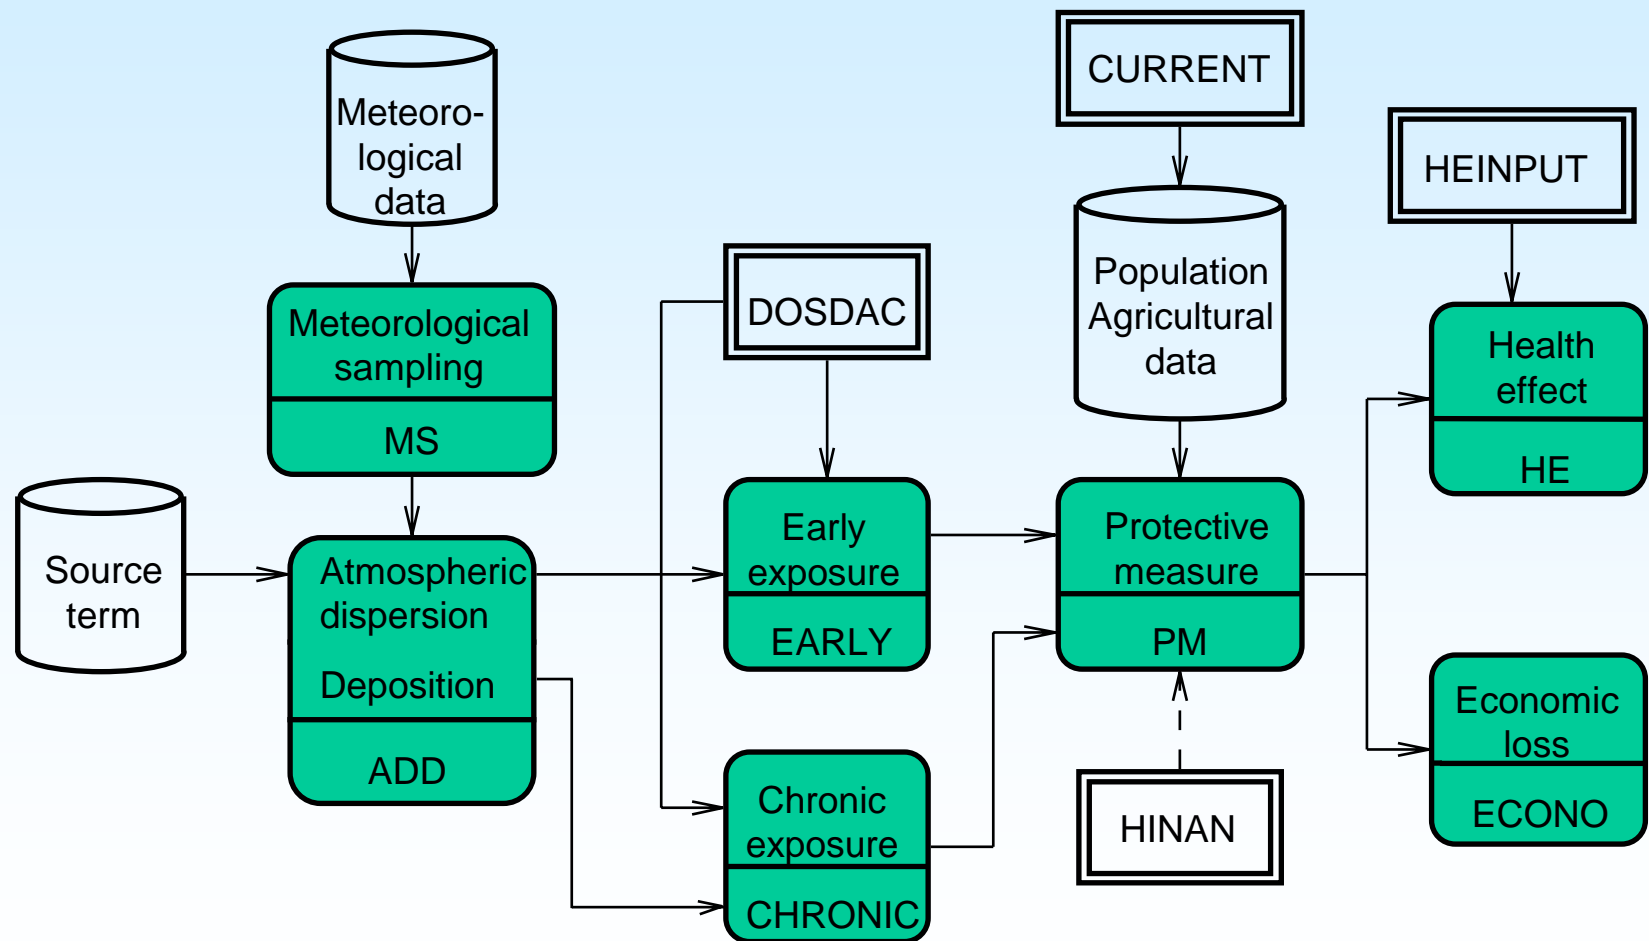 Meteoro-
logical
data
CURRENT
HEINPUT
Meteorological
sampling
MS
DOSDAC
Population
Agricultural
data
Health
effect
HE
Source
term
Atmospheric
dispersion
Deposition
ADD
Early
exposure
EARLY
Protective
measure
PM
Chronic
exposure
CHRONIC
HINAN
Economic
loss
ECONO